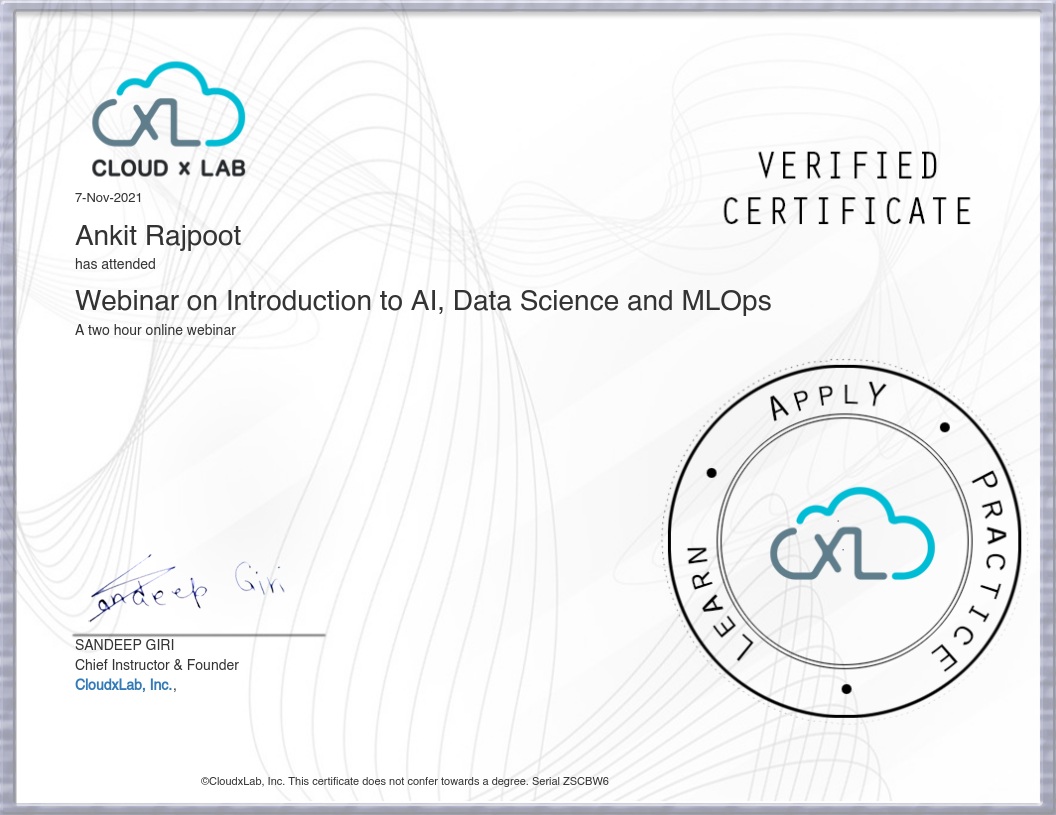 CXL
CLOUD x LAB
7-Nov-2021
Ankit Rajpoot
has attended
Webinar on Introduction to AI, Data Science and MLOps
A two hour online webinar
VERIFIED
CERTIFICATE
LEARN • APPLY • PRACTICE •
CXL
Sandeep Giri
SANDEEP GIRI
Chief Instructor & Founder
CloudxLab, Inc.,
©CloudxLab, Inc. This certificate does not confer towards a degree. Serial ZSCBW6